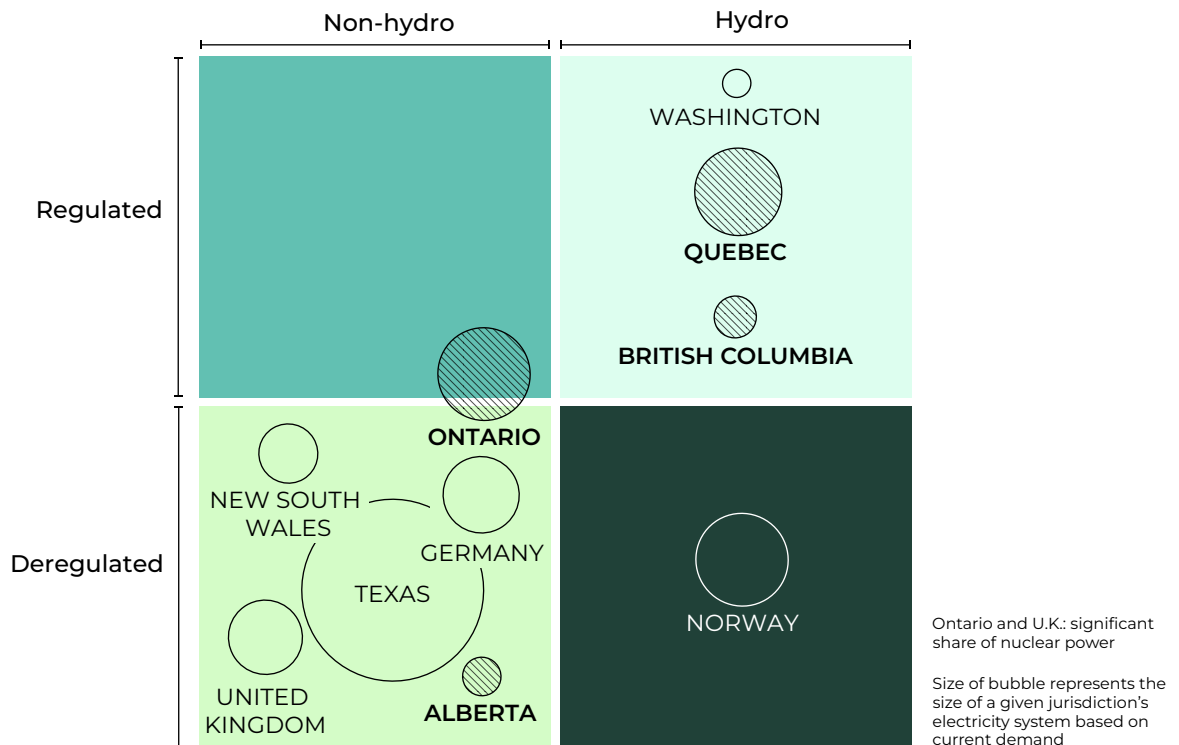 Non-hydro
Hydro
Regulated
WASHINGTON
QUEBEC
BRITISH COLUMBIA
ONTARIO
Deregulated
NEW SOUTH
WALES
GERMANY
TEXAS
UNITED
KINGDOM
ALBERTA
NORWAY
Ontario and U.K.: significant
share of nuclear power
Size of bubble represents the
size of a given jurisdiction’s
electricity system based on
current demand